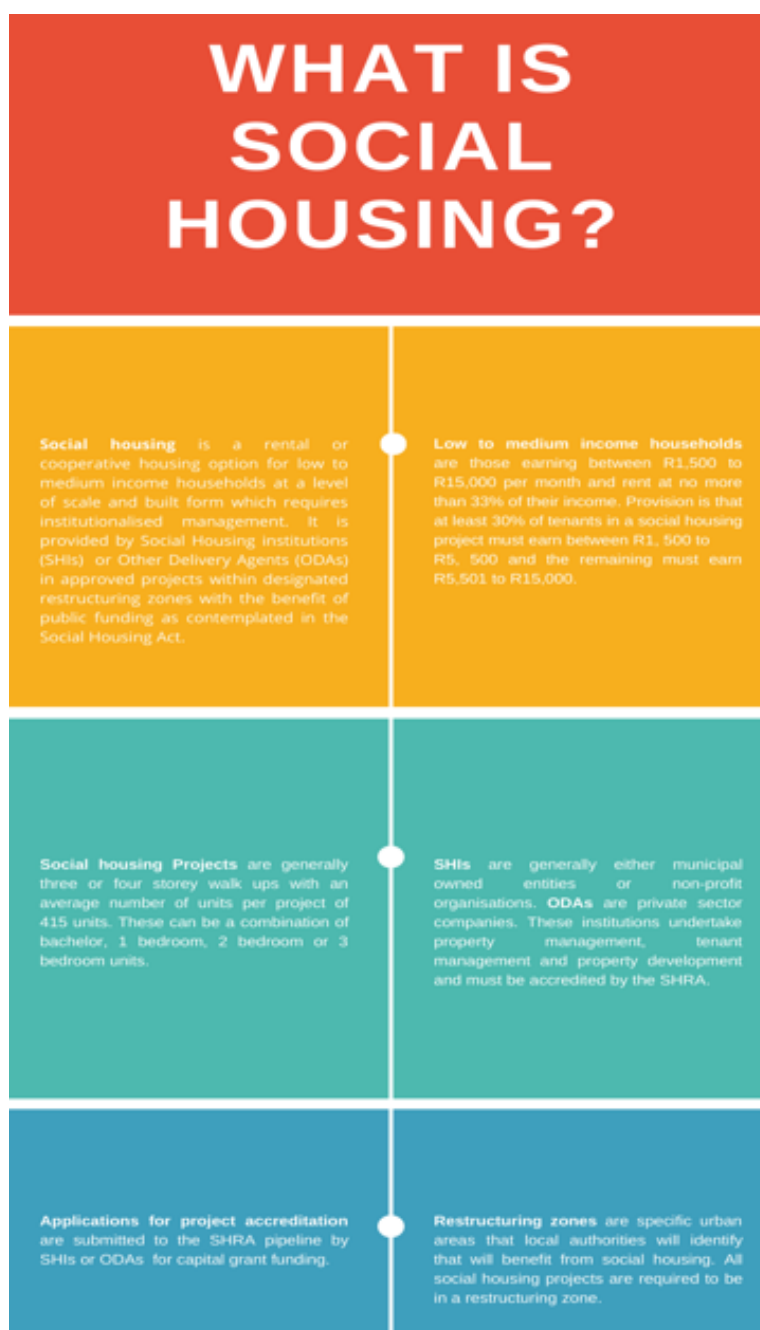 WHAT IS
SOCIAL
HOUSING?
Social housing is a rental or
cooperative housing option for low to
medium income households at a level
of scale and built form which requires
institutionalised management. It is
provided by Social Housing institutions
(SHIs) or Other Delivery Agents (ODAs)
in approved projects within designated
restructuring zones with the benefit of
public funding as contemplated in the
Social Housing Act.
Low to medium income households
are those earning between R1,500 to
R15,000 per month and rent at no more
than 33% of their income. Provision is that
at least 30% of tenants in a social housing
project must earn between R1, 500 to
R5, 500 and the remaining must earn
R5,501 to R15,000.
Social housing Projects are generally
three or four storey walk ups with an
average number of units per project of
415 units. These can be a combination of
bachelor, 1 bedroom, 2 bedroom or 3
bedroom units.
SHIs are generally either municipal
owned entities or non-profit
organisations. ODAs are private sector
companies. These institutions undertake
property management, tenant
management and property development
and must be accredited by the SHRA.
Applications for project accreditation
are submitted to the SHRA pipeline by
SHIs or ODAs for capital grant funding.
Restructuring zones are specific urban
areas that local authorities will identify
that will benefit from social housing. All
social housing projects are required to be
in a restructuring zone.